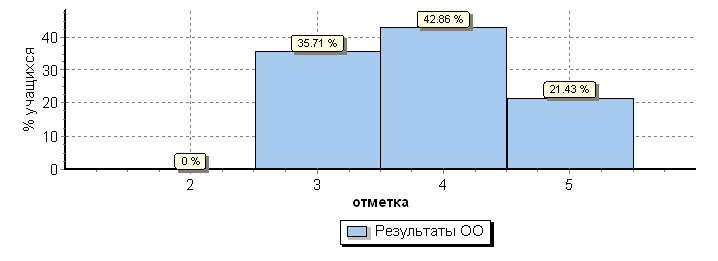 % учащихся
40
30
20
10
0
0 %
35.71 %
42.86 %
21.43 %
2 3 4 5
отметка
Результаты ОО